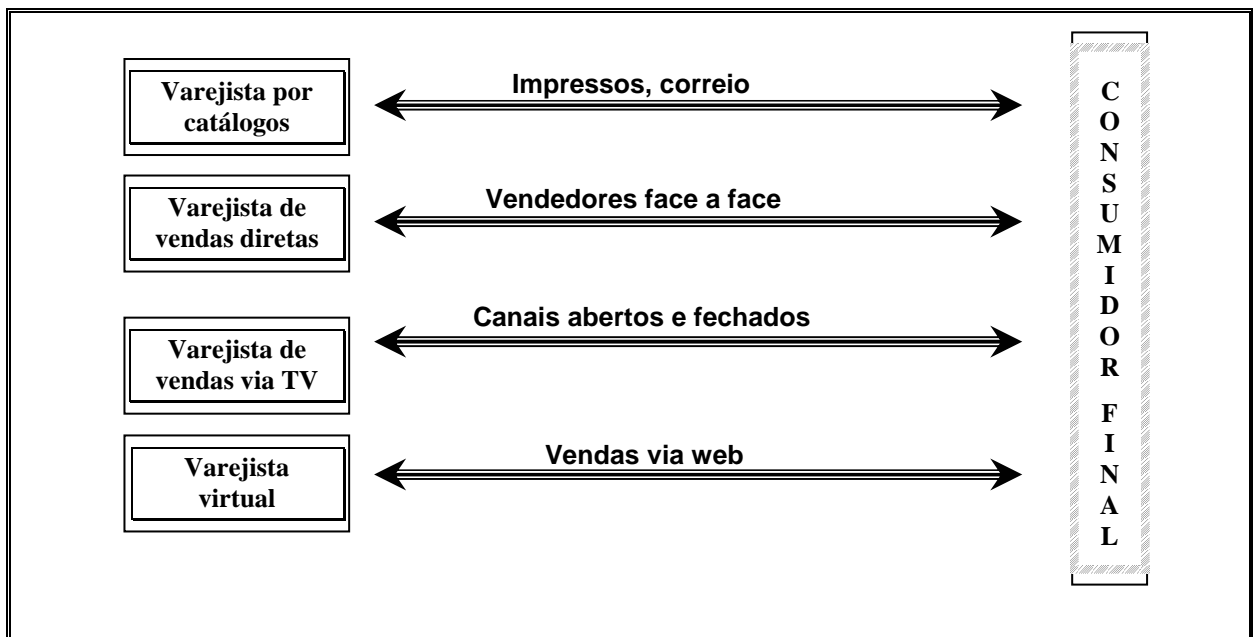 Varejista por
catálogos
Impressos, correio
Varejista de
vendas diretas
Vendedores face a face
Varejista de
vendas via TV
Canais abertos e fechados
Varejista
virtual
Vendas via web
C
O
N
S
U
M
I
D
O
R
F
I
N
A
L